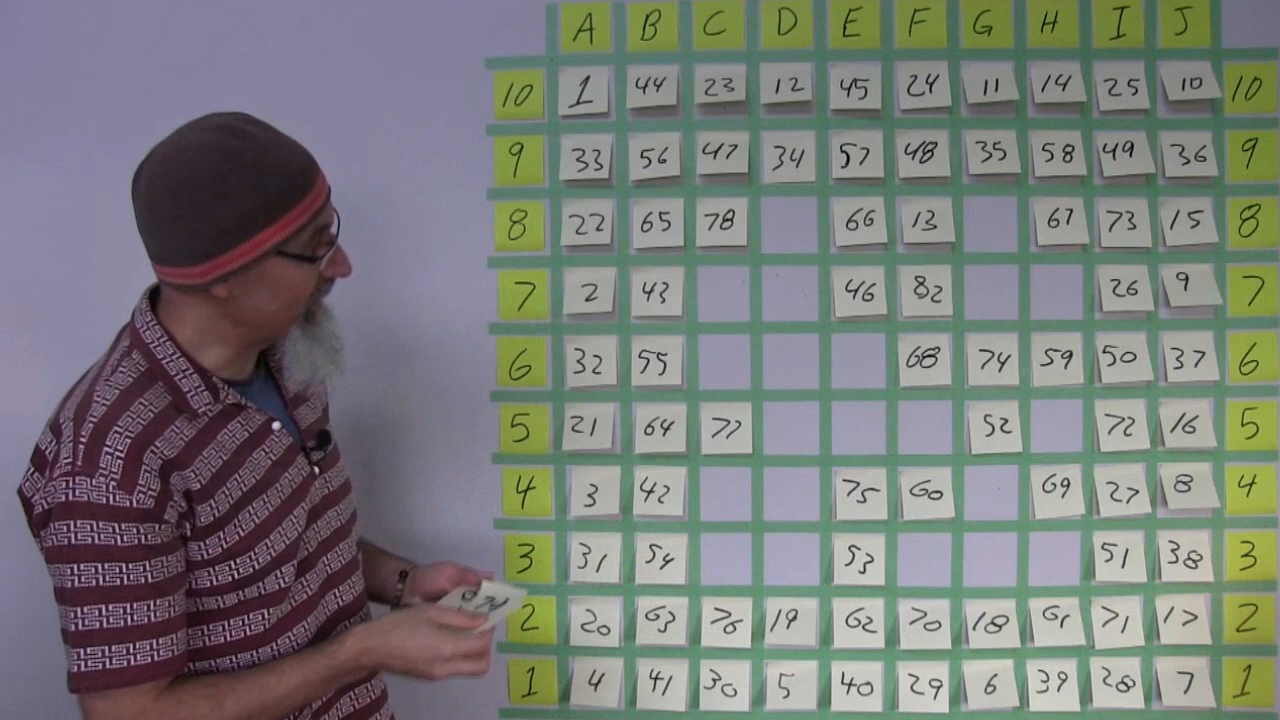 A B C D E F G H I J
10 1 44 23 12 45 24 11 14 25 10 10
9 33 56 47 34 57 48 35 58 49 36 9
8 22 65 78 66 13 67 73 15 8
7 2 43 46 82 26 9 7
6 32 55 68 74 59 50 37 6
5 21 64 77 52 72 16 5
4 3 42 75 60 69 27 8 4
3 31 54 53 51 38 3
2 20 63 76 19 62 70 18 61 71 17 2
1 4 41 30 5 40 29 6 39 28 7 1